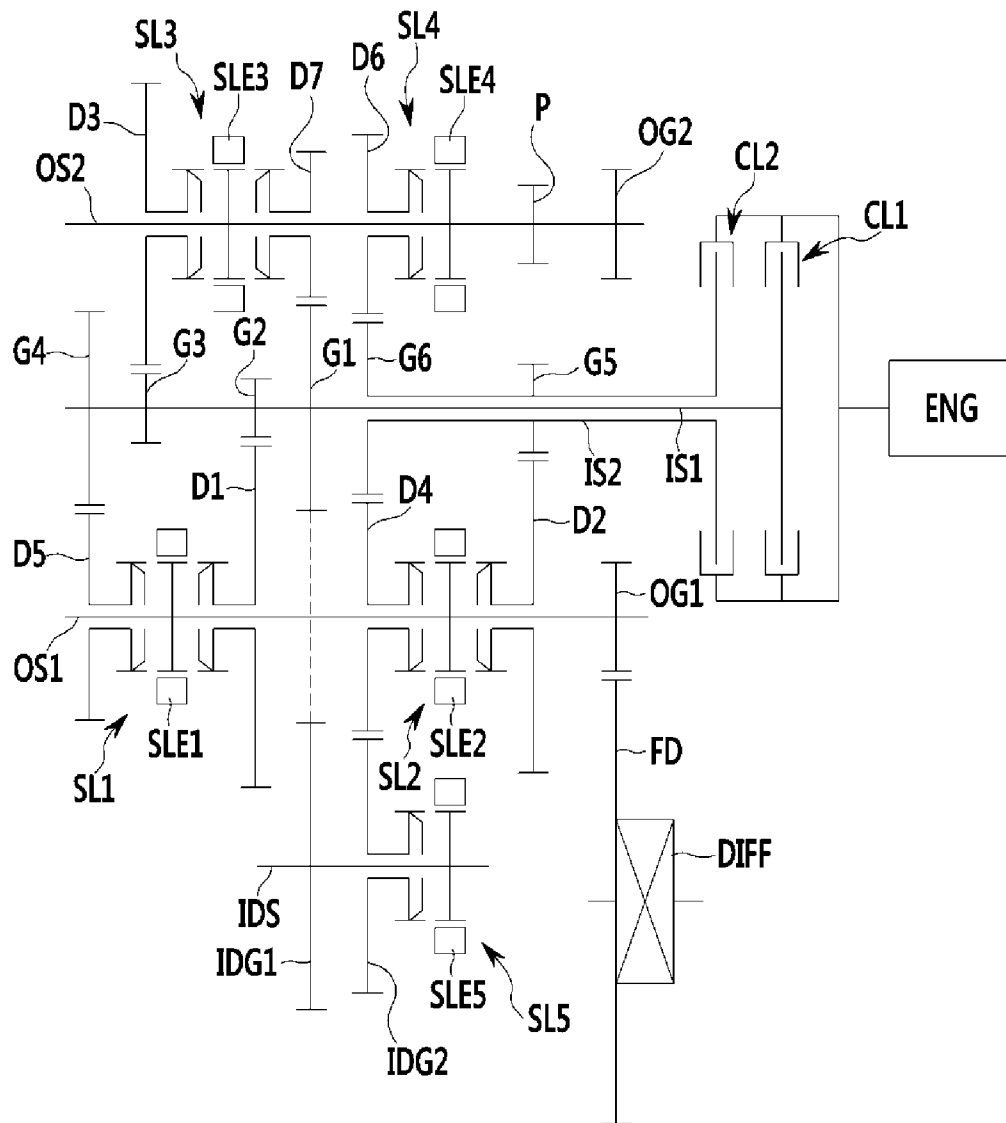 SL3
SL4
D6
SLE3
D7
SLE4
P
D3
OG2
CL2
OS2
CL1
G4
G3
G2
G1
G6
G5
ENG
IS2
IS1
D1
D4
D2
D5
OG1
OS1
SL1
SLE1
SL2
SLE2
FD
DIFF
IDS
IDG1
SLE5
SL5
IDG2